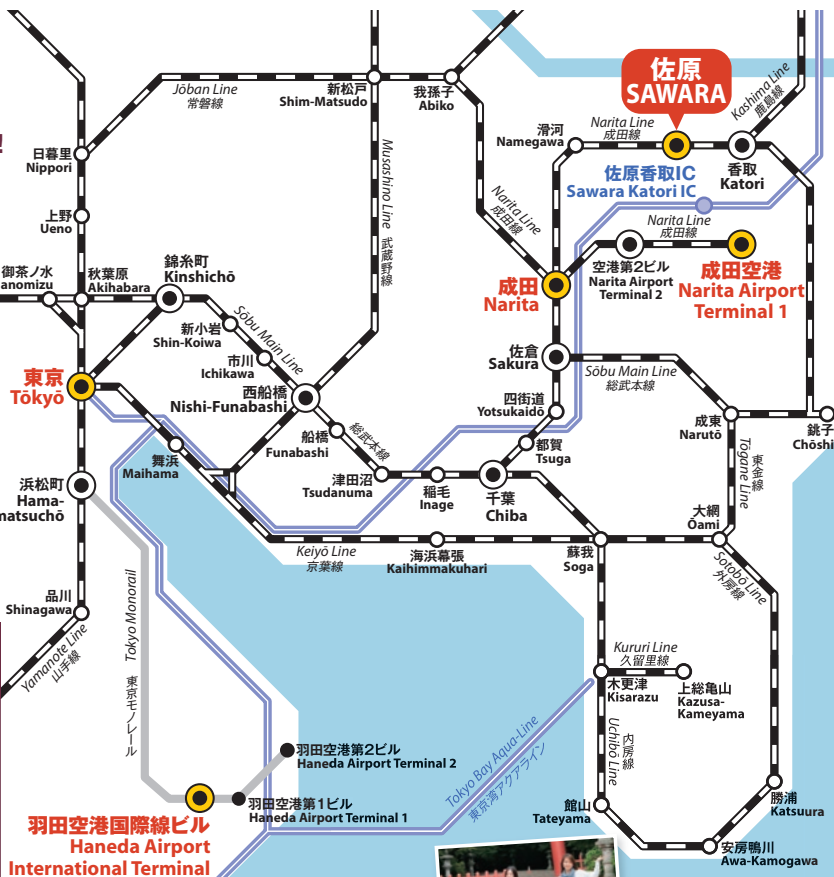 佐原
SAWARA
Jōban Line
常磐線
新松戸
Shim-Matsudo
我孫子
Abiko
Kashima Line
鹿島線
!
日暮里
Nippori
滑河
Namegawa
Narita Line
成田線
香取
Katori
Musashino Line 武蔵野線
佐原香取IC
Sawara Katori IC
上野
Ueno
Narita Line
成田線
Narita Line
成田線
御茶ノ水
anomizu
秋葉原
Akihabara
錦糸町
Kinshichō
成田
Narita
空港第2ビル
Narita Airport
Terminal 2
成田空港
Narita Airport
Terminal 1
新小岩
Shin-Koiwa
Sōbu Main Line
市川
Ichikawa
佐倉
Sakura
Sōbu Main Line
総武本線
東京
Tōkyō
西船橋
Nishi-Funabashi
四街道
Yotsukaidō
船橋
Funabashi
総武本線
都賀
Tsuga
成東
Narutō
銚子
Chōshi
舞浜
Maihama
津田沼
Tsudanuma
稲毛
Inage
千葉
Chiba
東金線
Tōgane Line
浜松町
Hama-
matsuchō
大網
Ōami
Keiyō Line
京葉線
海浜幕張
Kaihimmakuhari
蘇我
Soga
Sotobō Line
外房線
品川
Shinagawa
Yamanote Line
山手線
Tokyo Monorail 東京モノレール
Kururi Line
久留里線
木更津
Kisarazu
上総亀山
Kazusa-
Kameyama
内房線
Uchibō Line
羽田空港第2ビル
Haneda Airport Terminal 2
Tokyo Bay Aqua-Line
東京湾アクアライン
羽田空港第1ビル
Haneda Airport Terminal 1
館山
Tateyama
勝浦
Katsuura
羽田空港国際線ビル
Haneda Airport
International Terminal
安房鴨川
Awa-Kamogawa